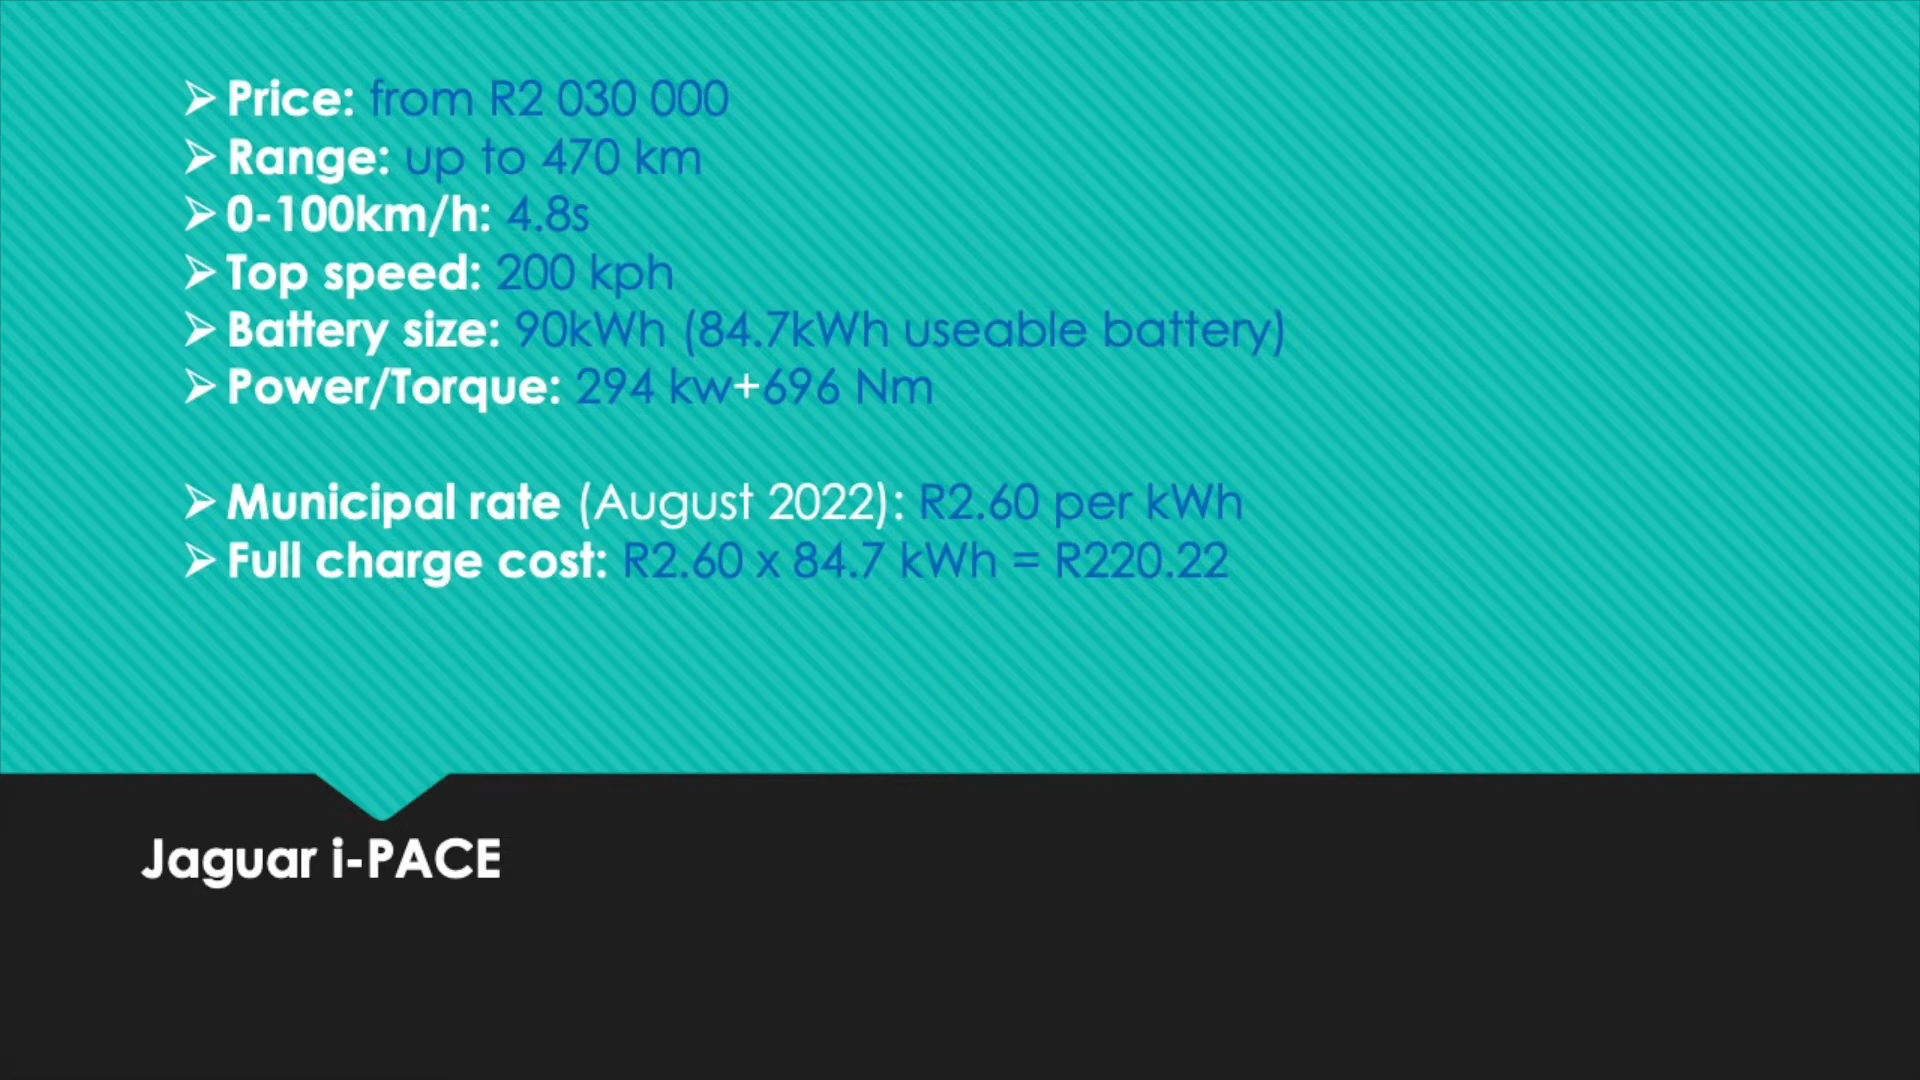 ➢ Price: from R2 030 000
➢ Range: up to 470 km
➢ 0-100km/h: 4.8s
➢ Top speed: 200 kph
➢ Battery size: 90kWh (84.7kWh useable battery)
➢ Power/Torque: 294 kw+696 Nm
➢ Municipal rate (August 2022): R2.60 per kWh
➢ Full charge cost: R2.60 x 84.7 kWh = R220.22
Jaguar i-PACE